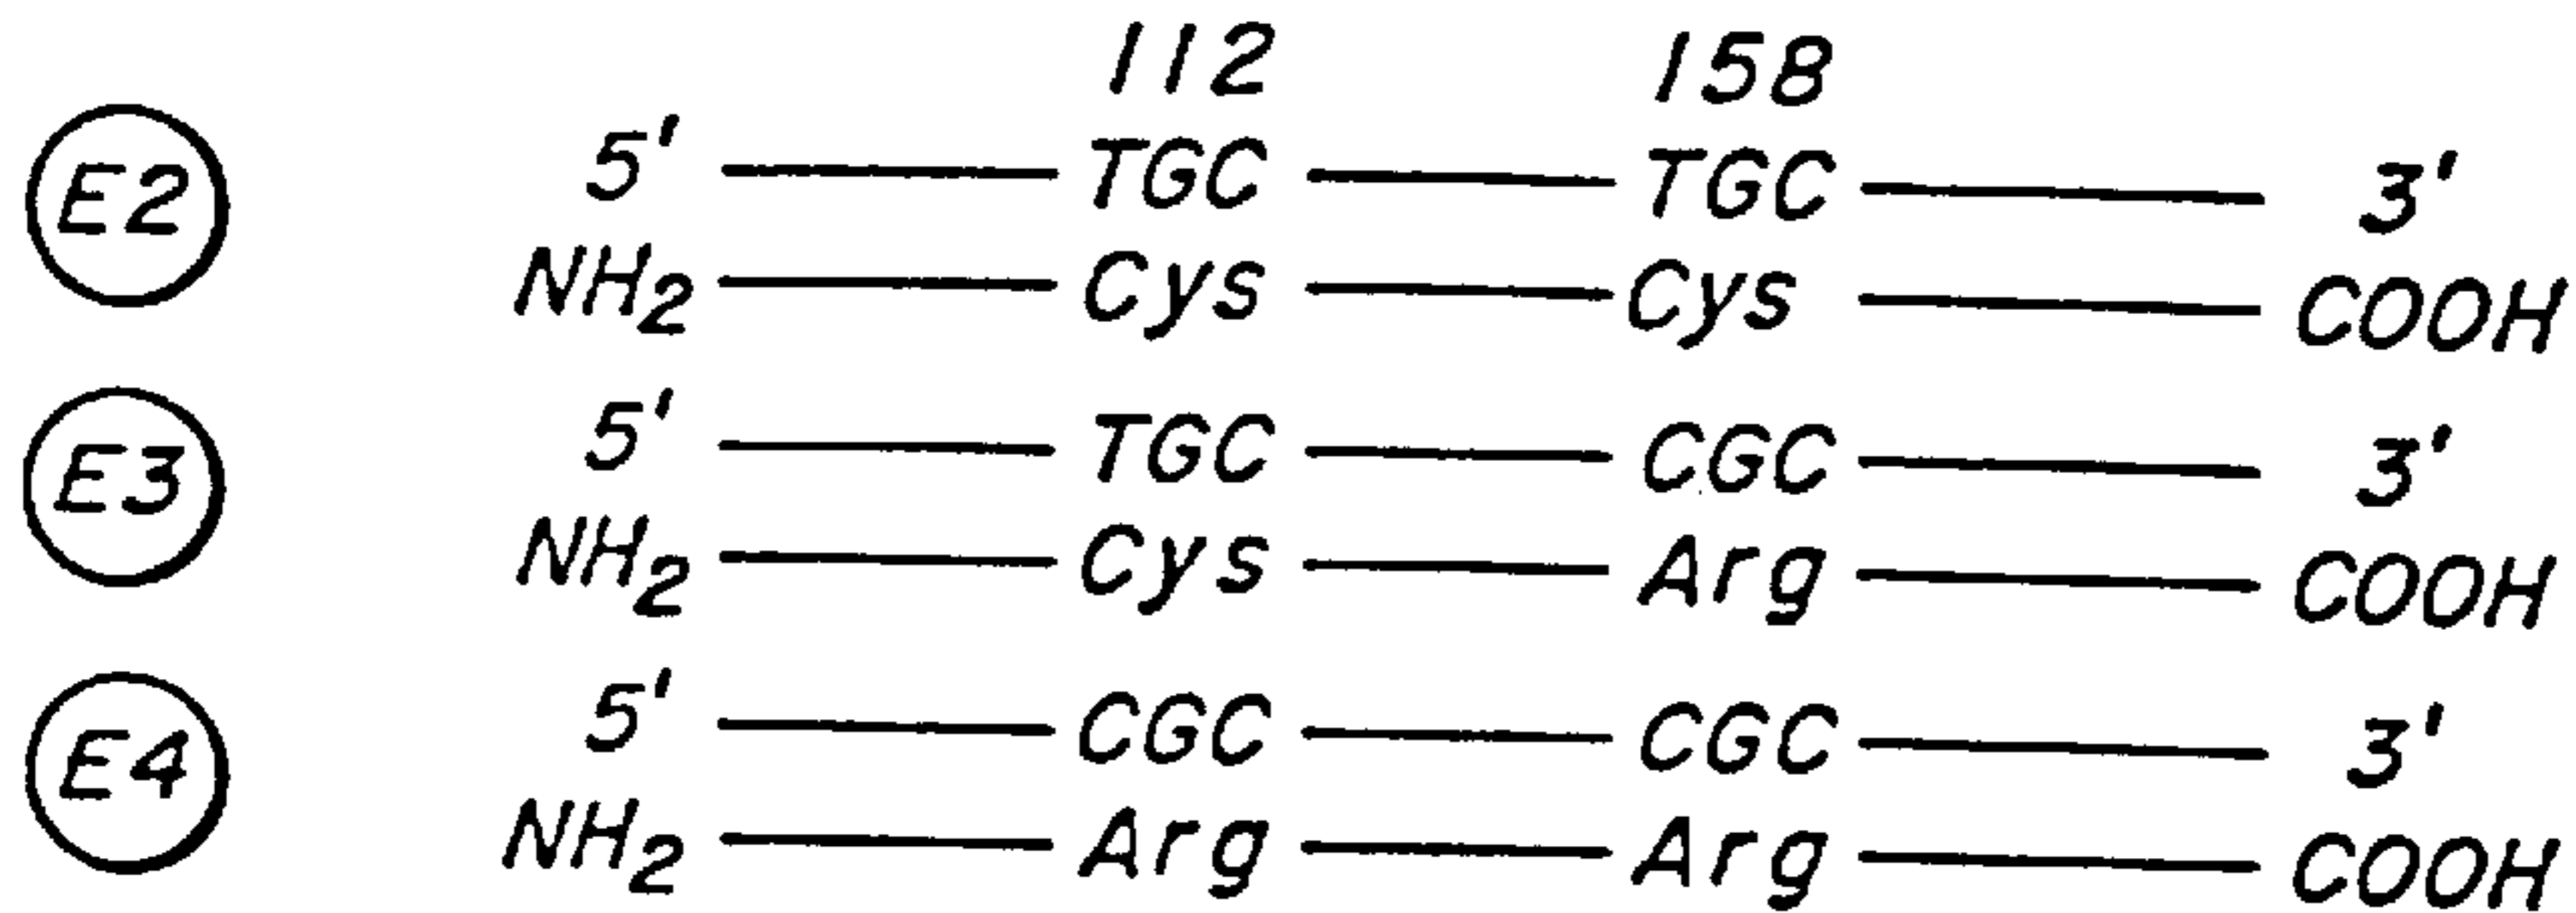 112 158
E2 5' TGC TGC 3'
NH2 Cys Cys COOH
E3 5' TGC CGC 3'
NH2 Cys Arg COOH
E4 5' CGC CGC 3'
NH2 Arg Arg COOH